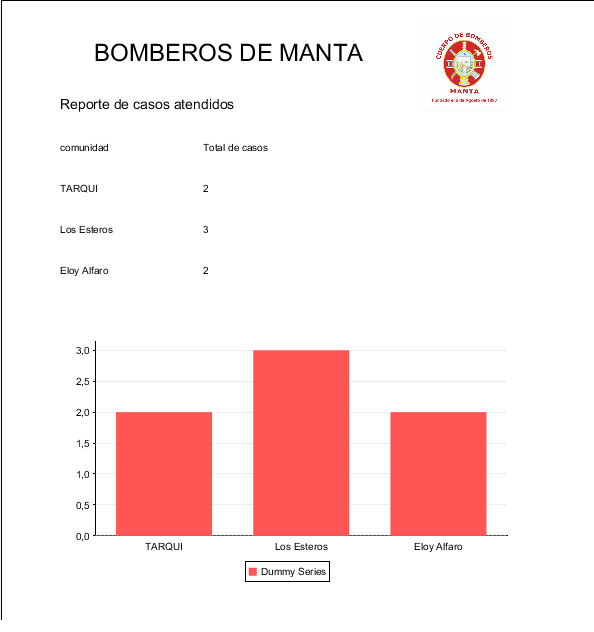 BOMBEROS DE MANTA
CUERPO DE BOMBEROS
MANTA
Reporte de casos atendidos
comunidad Total de casos
TARQUI 2
Los Esteros 3
Eloy Alfaro 2
3,0
2,5
2,0
1,5
1,0
0,5
0,0
TARQUI Los Esteros Eloy Alfaro
Dummy Series